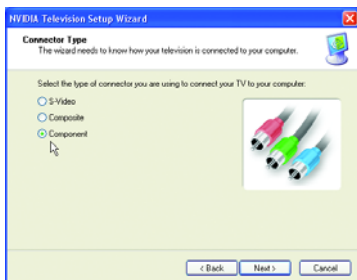 NVIDIA Television Setup Wizard
Connector Type
The wizard needs to know how your television is connected to your computer.
Select the type of connector you are using to connect your TV to your computer:
S-Video
Composite
Component
< Back
Next >
Cancel